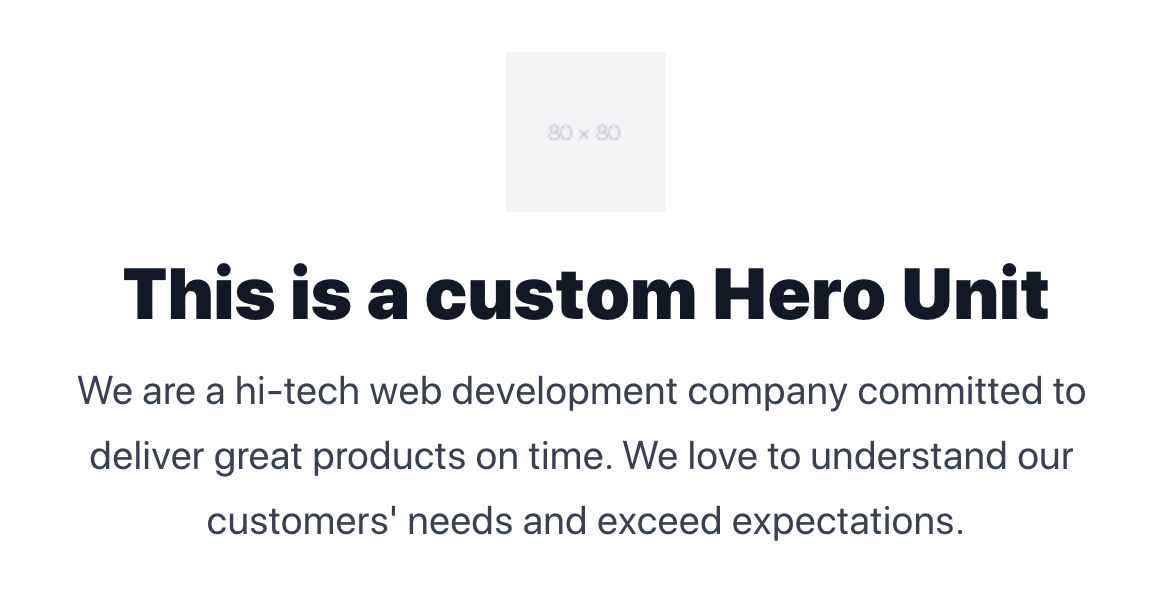 80 × 80
This is a custom Hero Unit
We are a hi-tech web development company committed to
deliver great products on time. We love to understand our
customers' needs and exceed expectations.